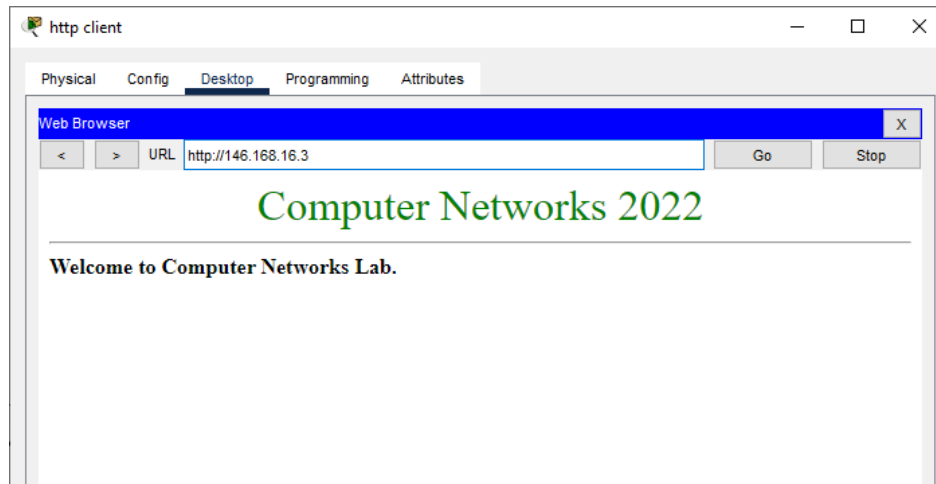 http client
Physical Config Desktop Programming Attributes
Web Browser X
< > URL http://146.168.16.3 Go Stop
Computer Networks 2022
Welcome to Computer Networks Lab.